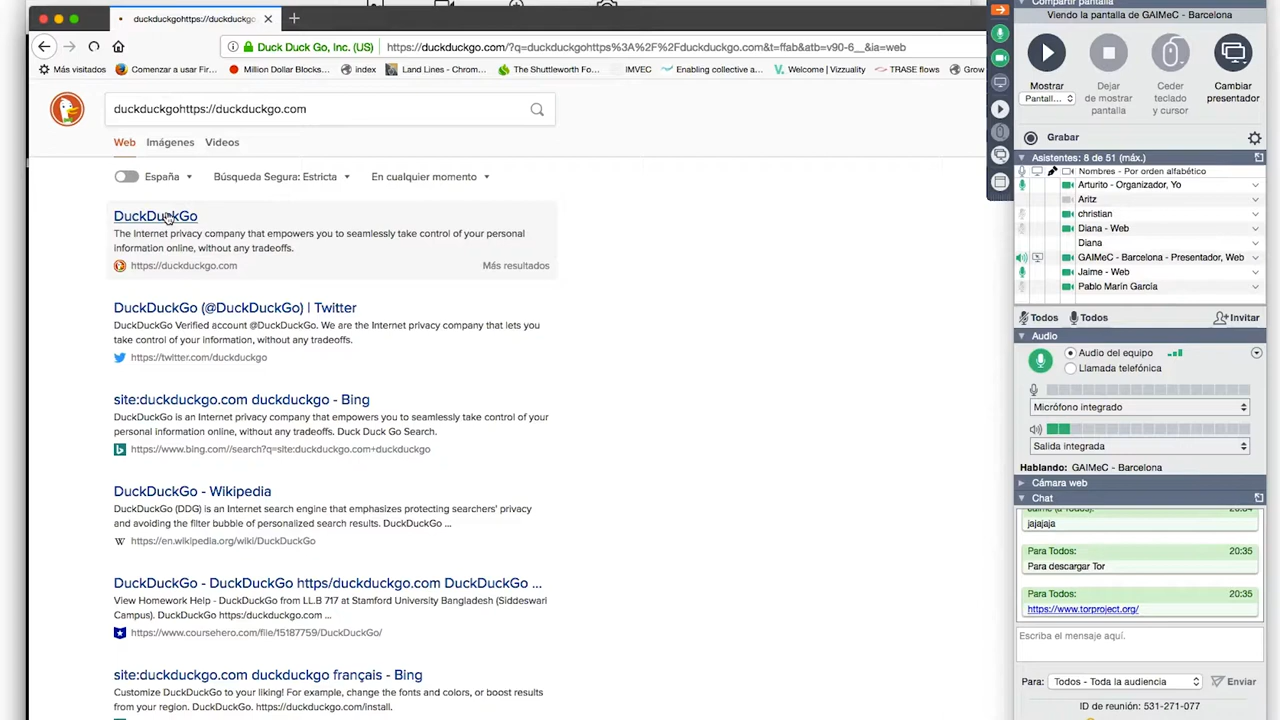 duckduckgohttps://duckduckgo
Duck Duck Go, Inc. (US)
https://duckduckgo.com/?q=duckduckgohttps%3A%2F%2Fduckduckgo.com&t=ffab&atb=v90-6__&ia=web
Más visitados
Comenzar a usar Fir...
Million Dollar Blocks...
index
Land Lines - Chrom...
The Shuttleworth Fo...
IMVEC
Enabling collective a...
Welcome | Vizzuality
TRASE flows
Grow
duckduckgohttps://duckduckgo.com
Web Imágenes Videos
España
Búsqueda Segura: Estricta
En cualquier momento
DuckDuckGo
The Internet privacy company that empowers you to seamlessly take control of your personal
information online, without any tradeoffs.
https://duckduckgo.com
Más resultados
DuckDuckGo (@DuckDuckGo) | Twitter
DuckDuckGo Verified account @DuckDuckGo. We are the Internet privacy company that lets you
take control of your information, without any tradeoffs.
https://twitter.com/duckduckgo
site:duckduckgo.com duckduckgo - Bing
DuckDuckGo is an Internet privacy company that empowers you to seamlessly take control of your
personal information online, without any tradeoffs. Duck Duck Go Search.
https://www.bing.com//search?q=site:duckduckgo.com+duckduckgo
DuckDuckGo - Wikipedia
DuckDuckGo (DDG) is an Internet search engine that emphasizes protecting searchers' privacy
and avoiding the filter bubble of personalized search results. DuckDuckGo ...
W https://en.wikipedia.org/wiki/DuckDuckGo
DuckDuckGo - DuckDuckGo https/duckduckgo.com DuckDuckGo ...
View Homework Help - DuckDuckGo from LL.B 717 at Stamford University Bangladesh (Siddeswari
Campus). DuckDuckGo https:/duckduckgo.com ...
https://www.coursehero.com/file/15187759/DuckDuckGo/
site:duckduckgo.com duckduckgo français - Bing
Customize DuckDuckGo to your liking! For example, change the fonts and colors, or boost results
from your region. DuckDuckGo. https://duckduckgo.com/install.
Compartir pantalla
Viendo la pantalla de GAIMeC - Barcelona
Mostrar
Pantall...
Dejar
de mostrar
pantalla
Ceder
teclado
y cursor
Cambiar
presentador
Grabar
Asistentes: 8 de 51 (máx.)
Nombres - Por orden alfabético
Arturito - Organizador, Yo
Aritz
christian
Diana - Web
Diana
GAIMeC - Barcelona - Presentador, Web
Jaime - Web
Pablo Marín García
Todos
Todos
Invitar
Audio
Audio del equipo
Llamada telefónica
Micrófono integrado
Salida integrada
Hablando: GAIMeC - Barcelona
Cámara web
Chat
jajajaja
Para Todos: 20:35
Para descargar Tor
Para Todos: 20:35
https://www.torproject.org/
Escriba el mensaje aquí.
Para: Todos - Toda la audiencia
Enviar
ID de reunión: 531-271-077